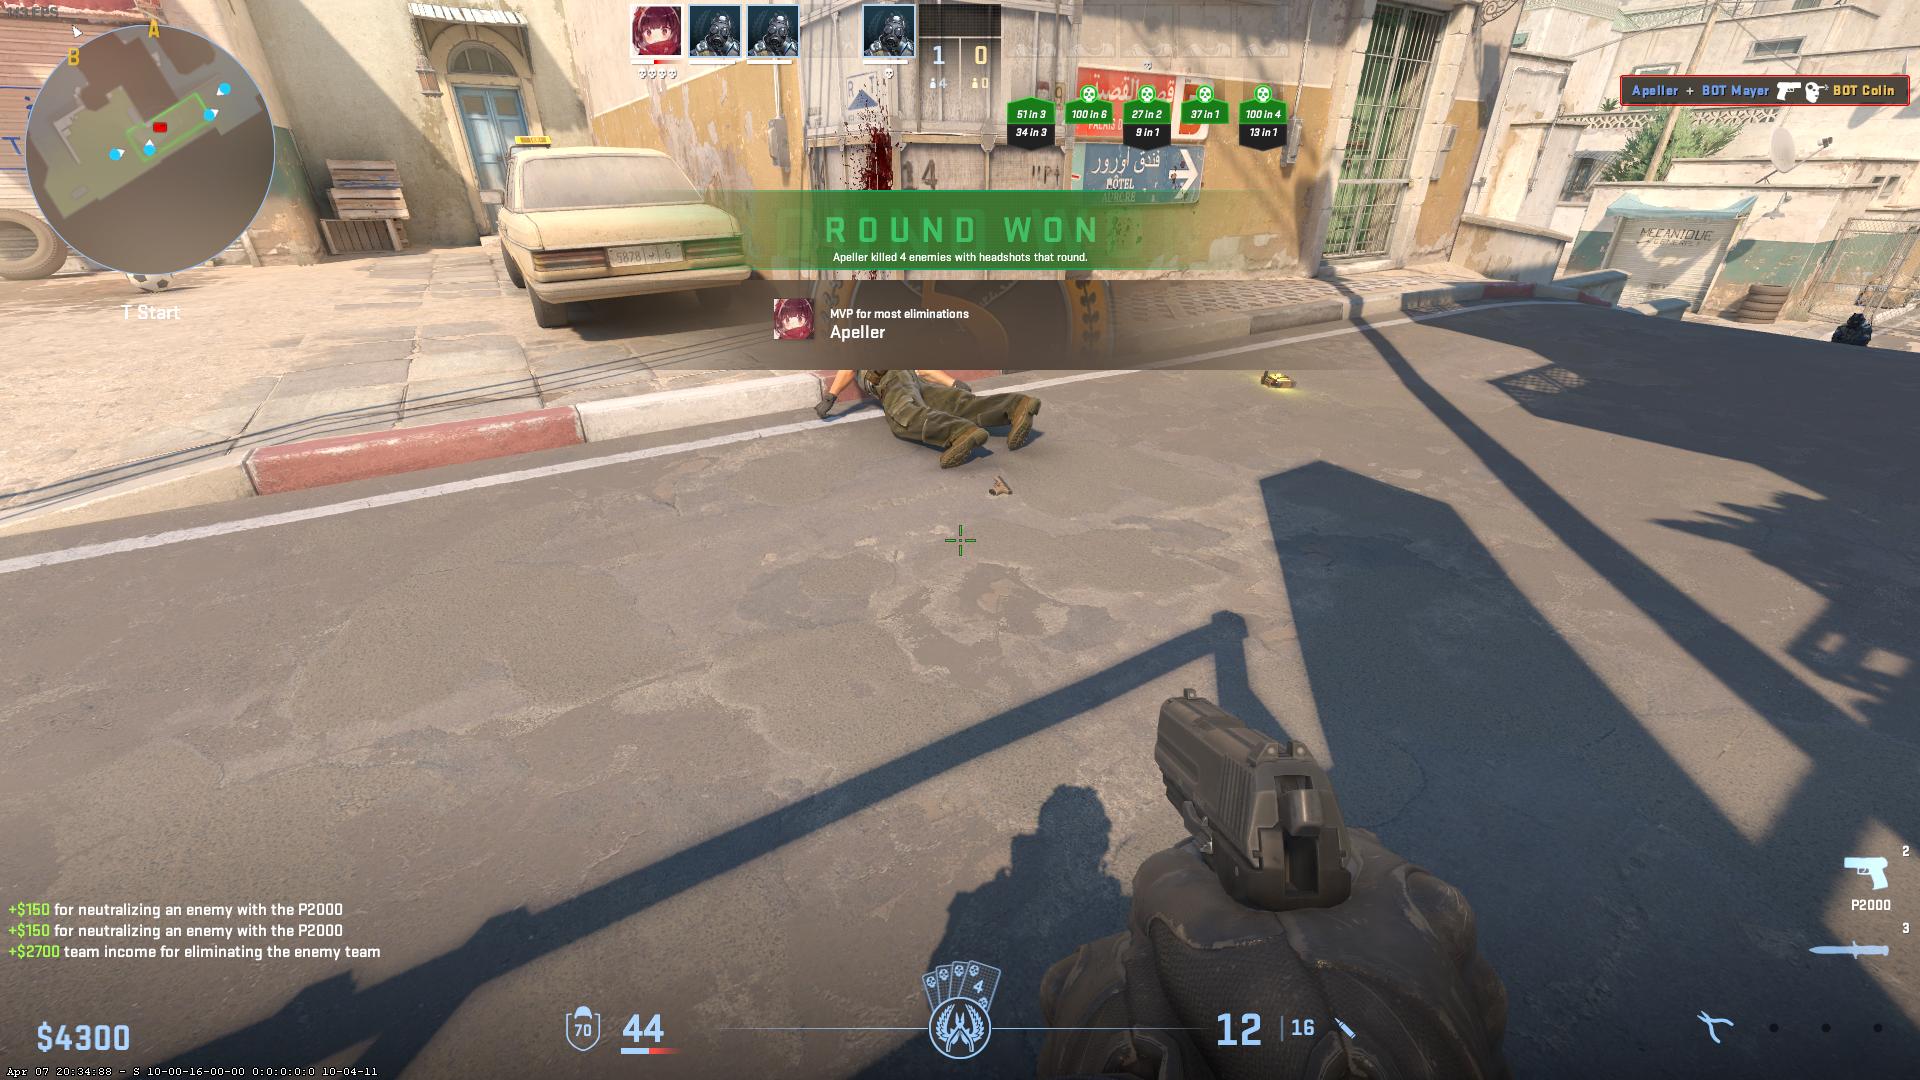 143 FPS
A
B
T Start
1
0
4
0
51 in 3
100 in 6
27 in 2
37 in 1
100 in 4
34 in 3
9 in 1
13 in 1
Apeller + BOT Mayer BOT Colin
14
فندق اورور
HÔTEL
AURORE
MECANIQUE
ROUND WON
Apeller killed 4 enemies with headshots that round.
MVP for most eliminations
Apeller
2
P2000
3
+$150 for neutralizing an enemy with the P2000
+$150 for neutralizing an enemy with the P2000
+$2700 team income for eliminating the enemy team
$4300
70
44
4
12
16
Apr 07 20:34:88 - S 10-00-16-00-00 0:0:0:0:0 10-04-11